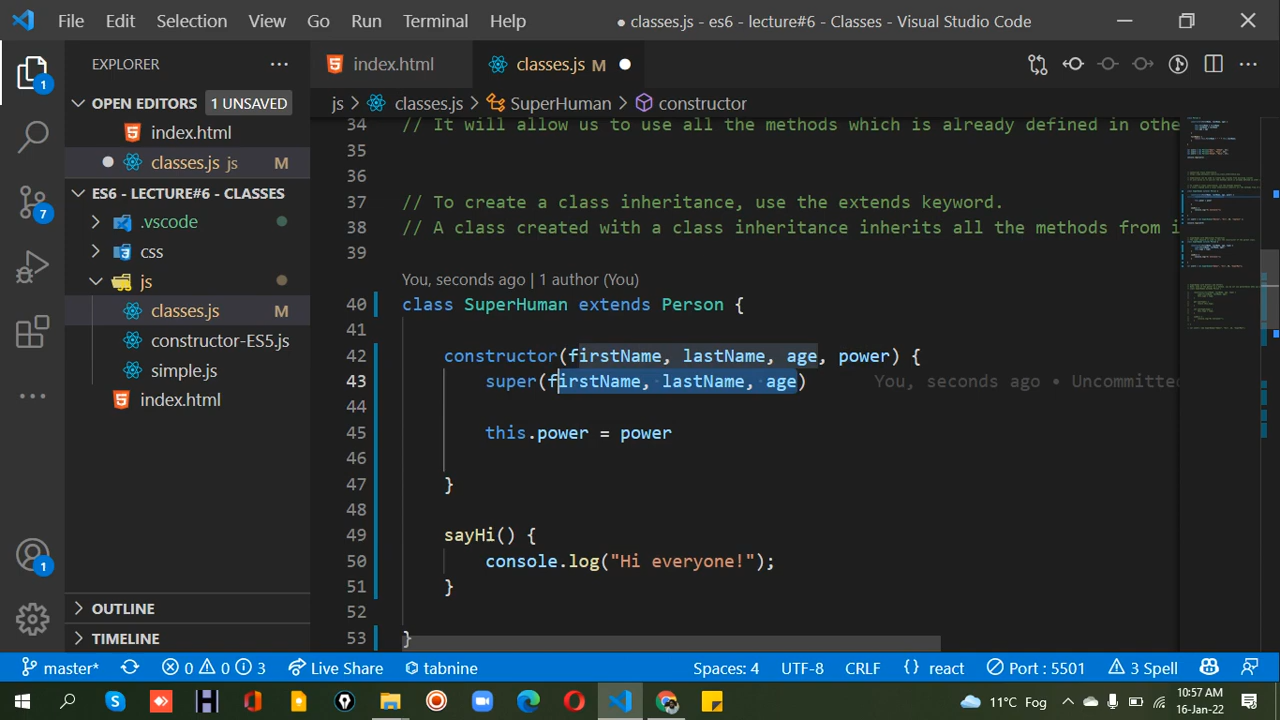 File Edit Selection View Go Run Terminal Help
classes.js - es6 - lecture#6 - Classes - Visual Studio Code
EXPLORER
index.html
classes.js M
OPEN EDITORS 1 UNSAVED
js > classes.js > SuperHuman > constructor
index.html
classes.js js M
ES6 - LECTURE#6 - CLASSES
.vscode
css
js
classes.js M
constructor-ES5.js
simple.js
index.html
OUTLINE
TIMELINE
1
7
1
34 // It will allow us to use all the methods which is already defined in othe
35
36
37 // To create a class inheritance, use the extends keyword.
38 // A class created with a class inheritance inherits all the methods from i
39
You, seconds ago | 1 author (You)
40 class SuperHuman extends Person {
41
42 constructor(firstName, lastName, age, power) {
43 super(firstName, lastName, age) You, seconds ago • Uncommitted
44
45 this.power = power
46
47 }
48
49 sayHi() {
50 console.log("Hi everyone!");
51 }
52
53 }
master* 0 0 3 Live Share tabnine Spaces: 4 UTF-8 CRLF {} react Port : 5501 3 Spell
11°C Fog
10:57 AM
16-Jan-22